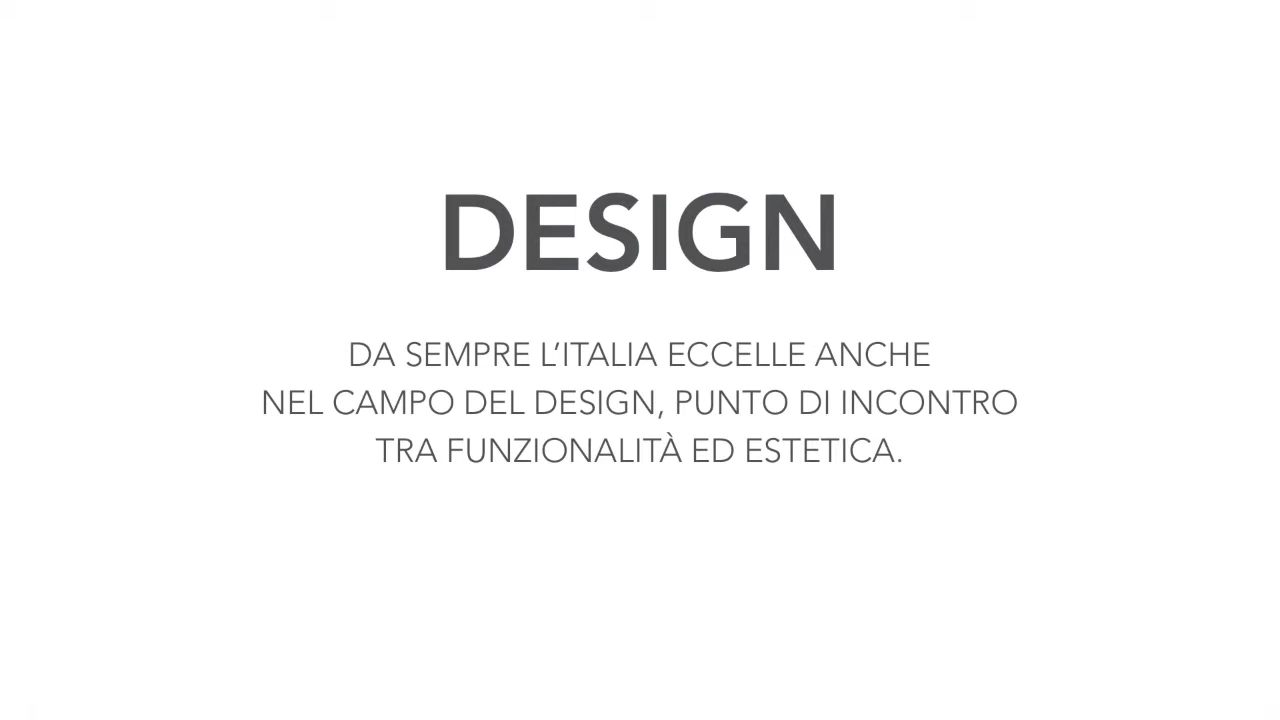 DESIGN
DA SEMPRE L’ITALIA ECCELLE ANCHE
NEL CAMPO DEL DESIGN, PUNTO DI INCONTRO
TRA FUNZIONALITÀ ED ESTETICA.